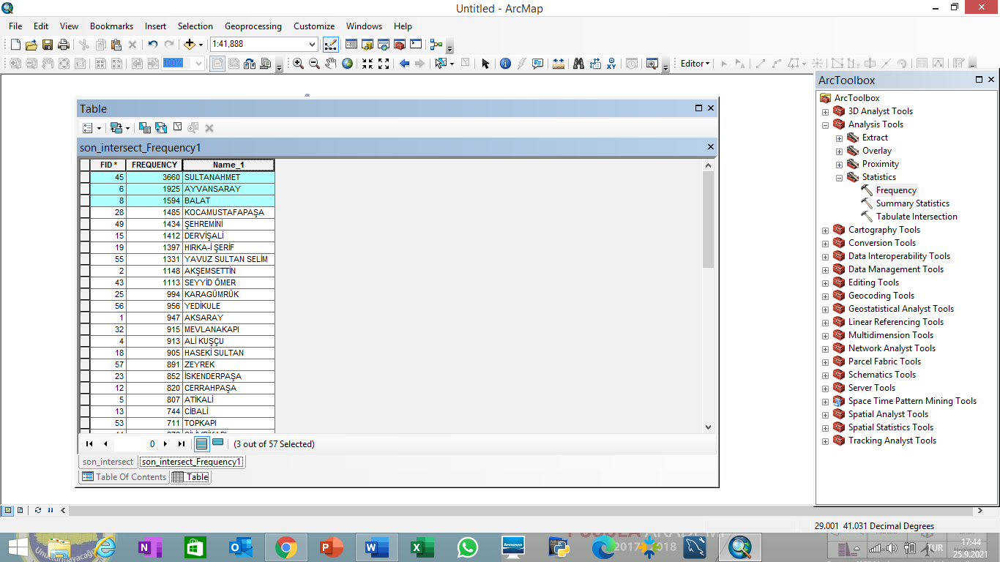 Untitled - ArcMap
File Edit View Bookmarks Insert Selection Geoprocessing Customize Windows Help
1:41,888
100%
Editor
ArcToolbox
ArcToolbox
3D Analyst Tools
Analysis Tools
Extract
Overlay
Proximity
Statistics
Frequency
Summary Statistics
Tabulate Intersection
Cartography Tools
Conversion Tools
Data Interoperability Tools
Data Management Tools
Editing Tools
Geocoding Tools
Geostatistical Analyst Tools
Linear Referencing Tools
Multidimension Tools
Network Analyst Tools
Parcel Fabric Tools
Schematics Tools
Server Tools
Space Time Pattern Mining Tools
Spatial Analyst Tools
Spatial Statistics Tools
Tracking Analyst Tools
Table
son_intersect_Frequency1
FID * FREQUENCY Name_1
45 3660 SULTANAHMET
6 1925 AYVANSARAY
8 1594 BALAT
28 1485 KOCAMUSTAFAPAŞA
49 1434 ŞEHREMİNİ
15 1412 DERVİŞALİ
19 1397 HIRKA-İ ŞERİF
55 1331 YAVUZ SULTAN SELİM
2 1148 AKŞEMSETTİN
43 1113 SEYYİD ÖMER
25 994 KARAGÜMRÜK
56 956 YEDİKULE
1 947 AKSARAY
32 915 MEVLANAKAPI
4 913 ALİ KUŞÇU
18 905 HASEKİ SULTAN
57 891 ZEYREK
23 852 İSKENDERPAŞA
12 820 CERRAHPAŞA
5 807 ATİKALİ
13 744 CİBALİ
53 711 TOPKAPI
0 (3 out of 57 Selected)
son_intersect son_intersect_Frequency1
Table Of Contents Table
29.001 41.031 Decimal Degrees
2017 2018
TUR
17:44
25.9.2021